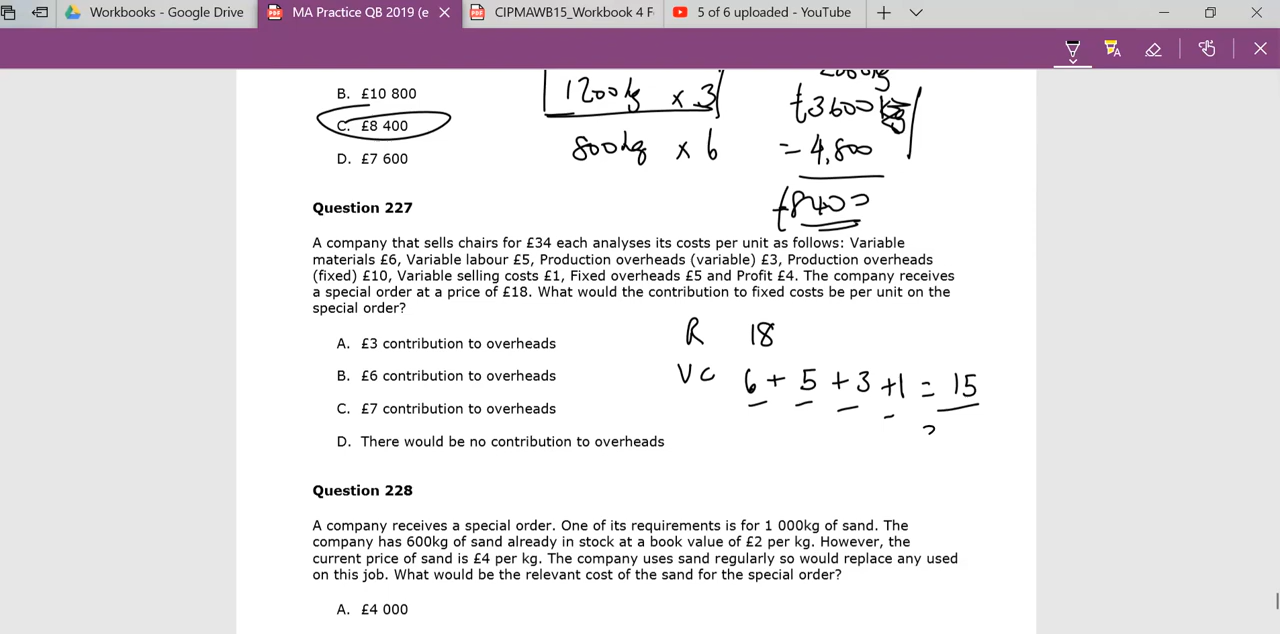 Workbooks - Google Drive
MA Practice QB 2019 (e
CIPMAWB15_Workbook 4 F
5 of 6 uploaded - YouTube
B. £10 800
C. £8 400
D. £7 600
1200kg x 3
800kg x 6
£3600
= 4,800
£8400
Question 227
A company that sells chairs for £34 each analyses its costs per unit as follows: Variable
materials £6, Variable labour £5, Production overheads (variable) £3, Production overheads
(fixed) £10, Variable selling costs £1, Fixed overheads £5 and Profit £4. The company receives
a special order at a price of £18. What would the contribution to fixed costs be per unit on the
special order?
A. £3 contribution to overheads
B. £6 contribution to overheads
C. £7 contribution to overheads
D. There would be no contribution to overheads
R 18
VC 6 + 5 + 3 + 1 = 15
Question 228
A company receives a special order. One of its requirements is for 1 000kg of sand. The
company has 600kg of sand already in stock at a book value of £2 per kg. However, the
current price of sand is £4 per kg. The company uses sand regularly so would replace any used
on this job. What would be the relevant cost of the sand for the special order?
A. £4 000